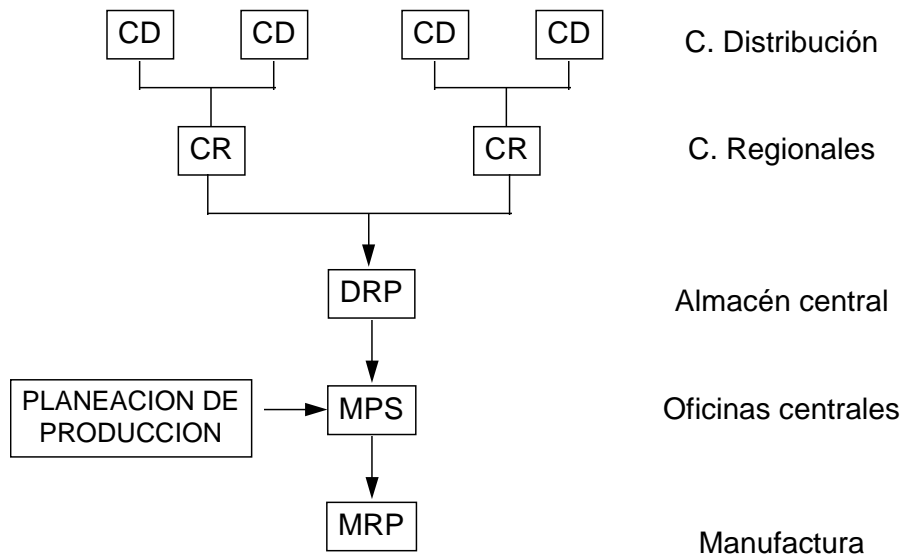 CD CD CD CD C. Distribución
CR CR C. Regionales
DRP
Almacén central
PLANEACION DE
PRODUCCION
MPS
Oficinas centrales
MRP
Manufactura